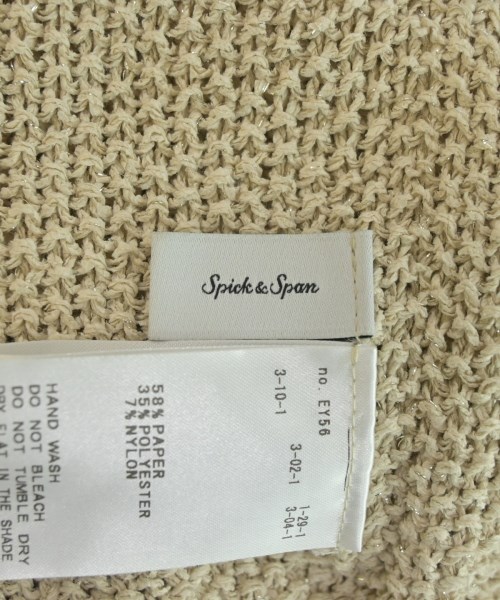 Spick & Span
no. EY56
1-29-1
3-10-1
3-02-1
3-04-1
58% PAPER
35% POLYESTER
7% NYLON
HAND WASH
DO NOT BLEACH
DO NOT TUMBLE DRY
DRY FLAT IN THE SHADE